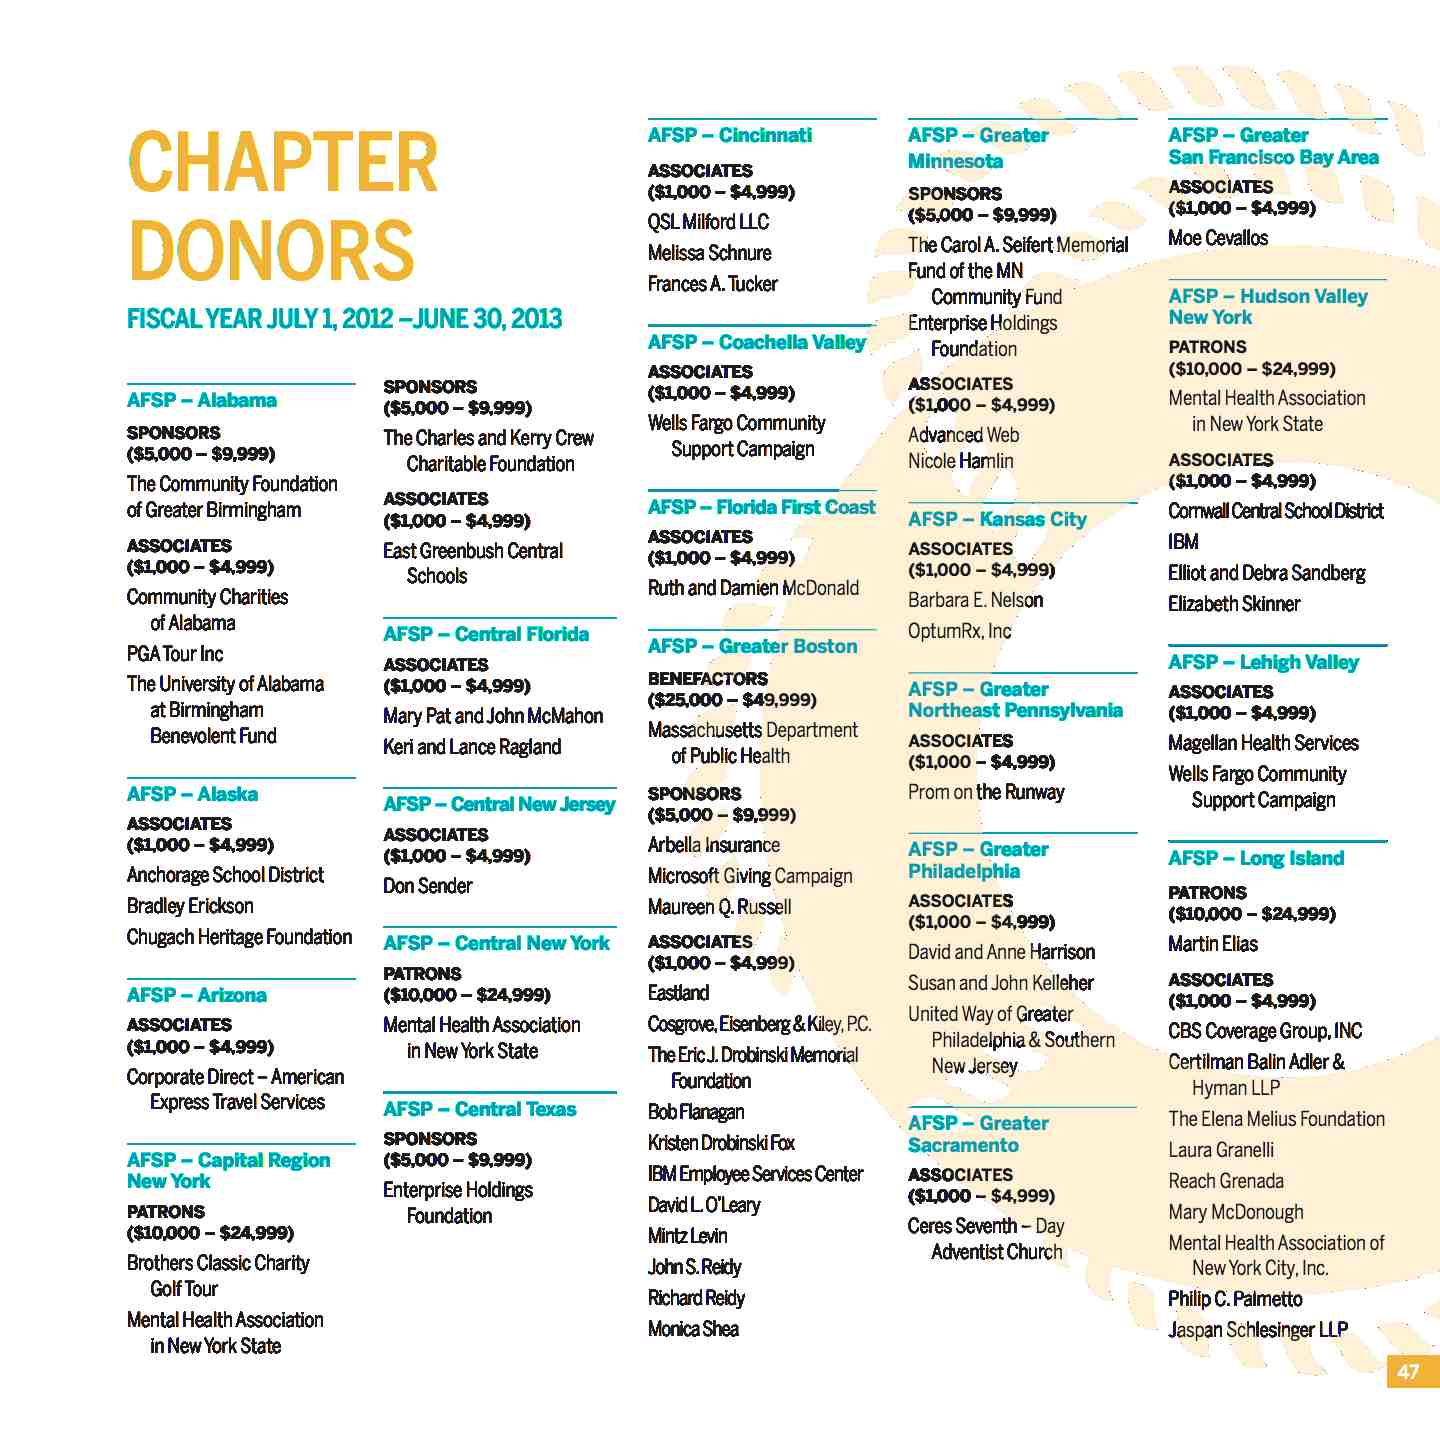 CHAPTER
DONORS
FISCAL YEAR JULY 1, 2012 –JUNE 30, 2013
AFSP – Alabama
SPONSORS
($5,000 – $9,999)
The Community Foundation
of Greater Birmingham
ASSOCIATES
($1,000 – $4,999)
Community Charities
of Alabama
PGA Tour Inc
The University of Alabama
at Birmingham
Benevolent Fund
AFSP – Alaska
ASSOCIATES
($1,000 – $4,999)
Anchorage School District
Bradley Erickson
Chugach Heritage Foundation
AFSP – Arizona
ASSOCIATES
($1,000 – $4,999)
Corporate Direct – American
Express Travel Services
AFSP – Capital Region
New York
PATRONS
($10,000 – $24,999)
Brothers Classic Charity
Golf Tour
Mental Health Association
in New York State
SPONSORS
($5,000 – $9,999)
The Charles and Kerry Crew
Charitable Foundation
ASSOCIATES
($1,000 – $4,999)
East Greenbush Central
Schools
AFSP – Central Florida
ASSOCIATES
($1,000 – $4,999)
Mary Pat and John McMahon
Keri and Lance Ragland
AFSP – Central New Jersey
ASSOCIATES
($1,000 – $4,999)
Don Sender
AFSP – Central New York
PATRONS
($10,000 – $24,999)
Mental Health Association
in New York State
AFSP – Central Texas
SPONSORS
($5,000 – $9,999)
Enterprise Holdings
Foundation
AFSP – Cincinnati
ASSOCIATES
($1,000 – $4,999)
QSL Milford LLC
Melissa Schnure
Frances A. Tucker
AFSP – Coachella Valley
ASSOCIATES
($1,000 – $4,999)
Wells Fargo Community
Support Campaign
AFSP – Florida First Coast
ASSOCIATES
($1,000 – $4,999)
Ruth and Damien McDonald
AFSP – Greater Boston
BENEFACTORS
($25,000 – $49,999)
Massachusetts Department
of Public Health
SPONSORS
($5,000 – $9,999)
Arbella Insurance
Microsoft Giving Campaign
Maureen Q. Russell
ASSOCIATES
($1,000 – $4,999)
Eastland
Cosgrove, Eisenberg & Kiley, P.C.
The Eric J. Drobinski Memorial
Foundation
Bob Flanagan
Kristen Drobinski Fox
IBM Employee Services Center
David L. O'Leary
Mintz Levin
John S. Reidy
Richard Reidy
Monica Shea
AFSP – Greater
Minnesota
SPONSORS
($5,000 – $9,999)
The Carol A. Seifert Memorial
Fund of the MN
Community Fund
Enterprise Holdings
Foundation
ASSOCIATES
($1,000 – $4,999)
Advanced Web
Nicole Hamlin
AFSP – Kansas City
ASSOCIATES
($1,000 – $4,999)
Barbara E. Nelson
OptumRx, Inc
AFSP – Greater
Northeast Pennsylvania
ASSOCIATES
($1,000 – $4,999)
Prom on the Runway
AFSP – Greater
Philadelphia
ASSOCIATES
($1,000 – $4,999)
David and Anne Harrison
Susan and John Kelleher
United Way of Greater
Philadelphia & Southern
New Jersey
AFSP – Greater
Sacramento
ASSOCIATES
($1,000 – $4,999)
Ceres Seventh – Day
Adventist Church
AFSP – Greater
San Francisco Bay Area
ASSOCIATES
($1,000 – $4,999)
Moe Cevallos
AFSP – Hudson Valley
New York
PATRONS
($10,000 – $24,999)
Mental Health Association
in New York State
ASSOCIATES
($1,000 – $4,999)
Cornwall Central School District
IBM
Elliot and Debra Sandberg
Elizabeth Skinner
AFSP – Lehigh Valley
ASSOCIATES
($1,000 – $4,999)
Magellan Health Services
Wells Fargo Community
Support Campaign
AFSP – Long Island
PATRONS
($10,000 – $24,999)
Martin Elias
ASSOCIATES
($1,000 – $4,999)
CBS Coverage Group, INC
Certilman Balin Adler &
Hyman LLP
The Elena Melius Foundation
Laura Granelli
Reach Grenada
Mary McDonough
Mental Health Association of
New York City, Inc.
Philip C. Palmetto
Jaspan Schlesinger LLP
47